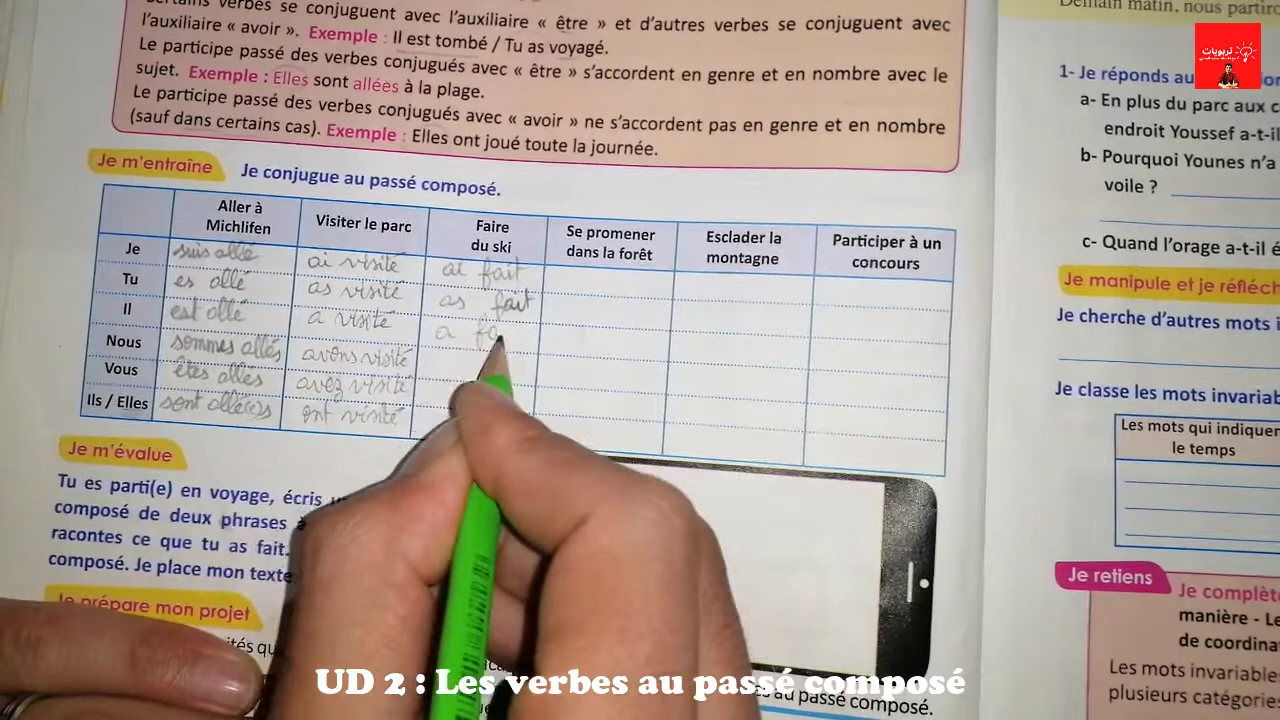 verbes se conjuguent avec l'auxiliaire « être » et d'autres verbes se conjuguent avec
l'auxiliaire « avoir ». Exemple : Il est tombé / Tu as voyagé.
Le participe passé des verbes conjugués avec « être » s'accordent en genre et en nombre avec le
sujet. Exemple : Elles sont allées à la plage.
Le participe passé des verbes conjugués avec « avoir » ne s'accordent pas en genre et en nombre
(sauf dans certains cas). Exemple : Elles ont joué toute la journée.
Je m'entraîne Je conjugue au passé composé.
Aller à Michlifen Visiter le parc Faire du ski Se promener dans la forêt Esclader la montagne Participer à un concours
Je suis allé ai visité ai fait
Tu es allé as visité as fait
Il est allé a visité a fa
Nous sommes allés avons visité
Vous êtes allés avez visité
Ils / Elles sont allé(e)s ont visité
Je m'évalue
Tu es parti(e) en voyage, écris
composé de deux phrases
racontes ce que tu as fait.
composé. Je place mon texte
Je prépare mon projet
au passé composé.
Demain matin, nous partiro
1- Je réponds au
a- En plus du parc aux
endroit Youssef a-t-il
b- Pourquoi Younes n'a
voile ?
c- Quand l'orage a-t-il
Je manipule et je réfléch
Je cherche d'autres mots
Je classe les mots invariab
Les mots qui indiquen
le temps
Je retiens Je complèt
manière - Le
de coordina
Les mots invariable
plusieurs catégorie
تربويات
UD 2 : Les verbes au passé composé